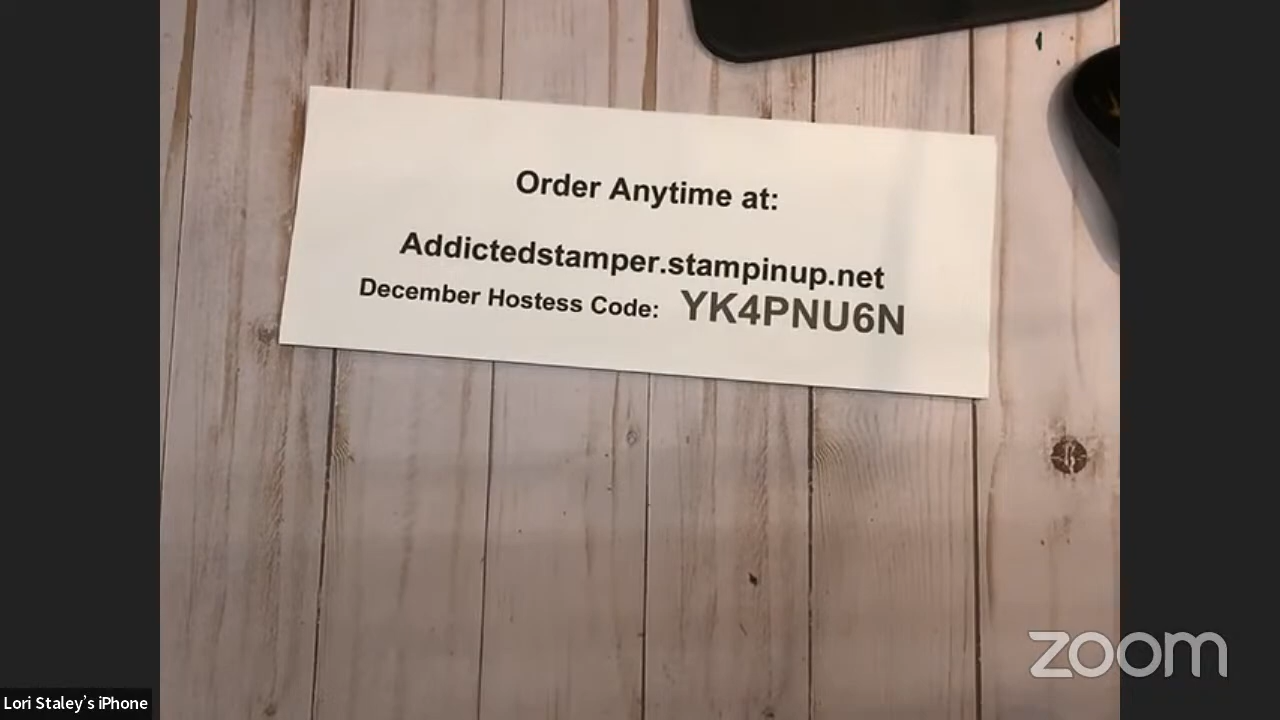 Order Anytime at:
Addictedstamper.stampinup.net
December Hostess Code: YK4PNU6N
zoom
Lori Staley's iPhone